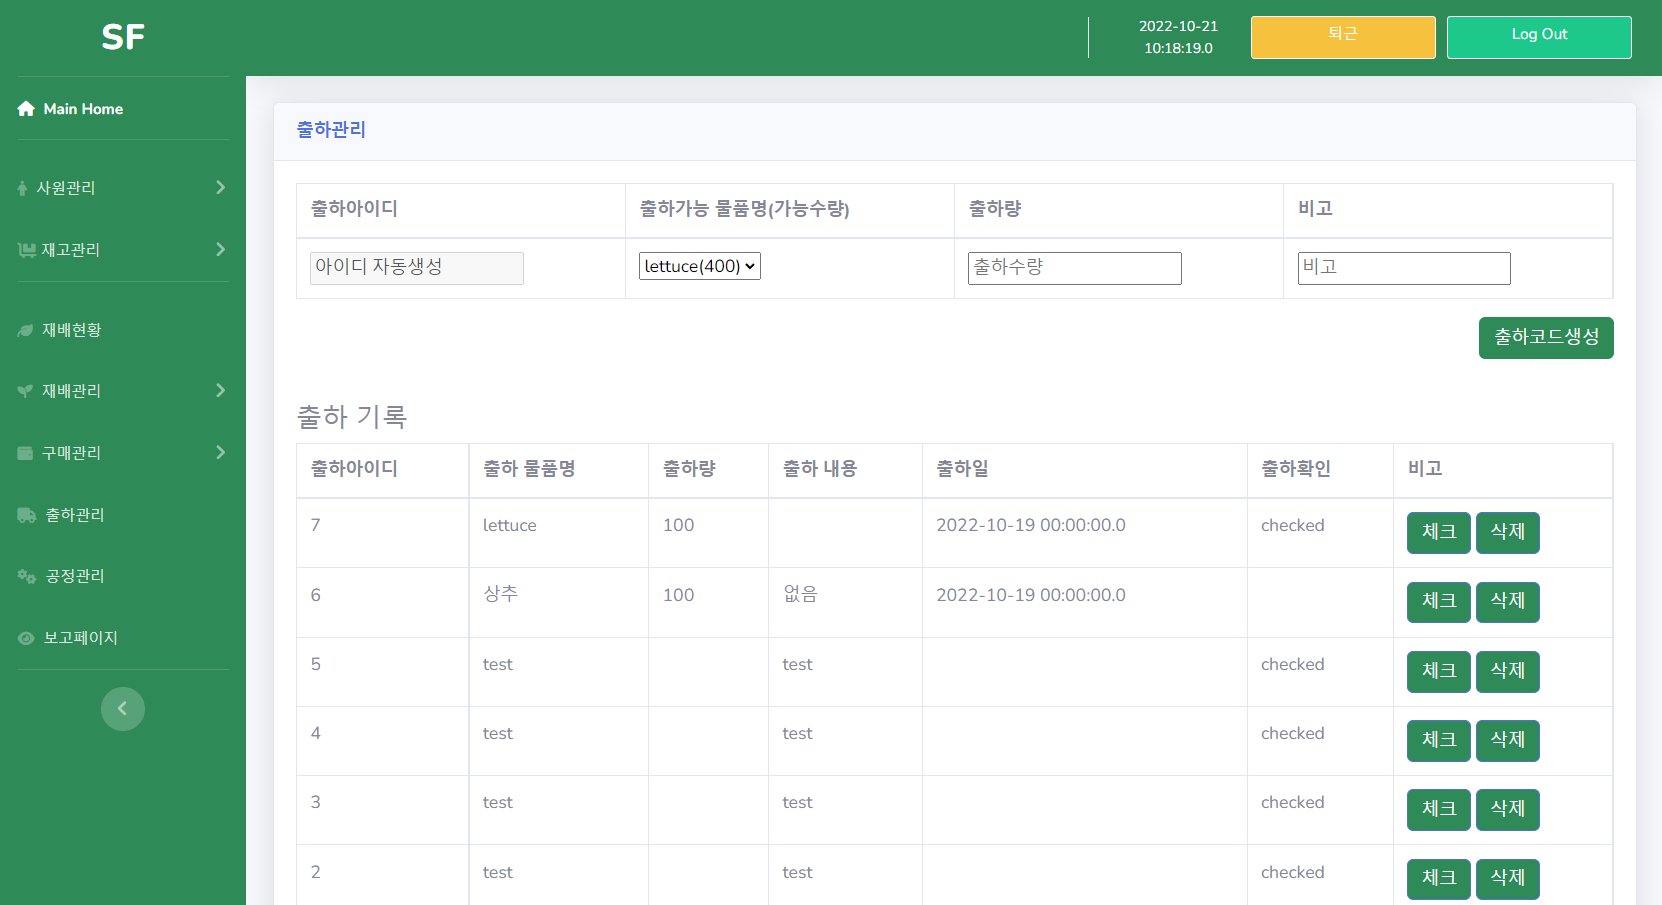 SF
2022-10-21
10:18:19.0
퇴근
Log Out
Main Home
사원관리
재고관리
재배현황
재배관리
구매관리
출하관리
공정관리
보고페이지
출하관리
출하아이디 출하가능 물품명(가능수량) 출하량 비고
아이디 자동생성 lettuce(400) 출하수량 비고
출하코드생성
출하 기록
출하아이디 출하 물품명 출하량 출하 내용 출하일 출하확인 비고
7 lettuce 100 2022-10-19 00:00:00.0 checked 체크 삭제
6 상추 100 없음 2022-10-19 00:00:00.0 체크 삭제
5 test test checked 체크 삭제
4 test test checked 체크 삭제
3 test test checked 체크 삭제
2 test test checked 체크 삭제